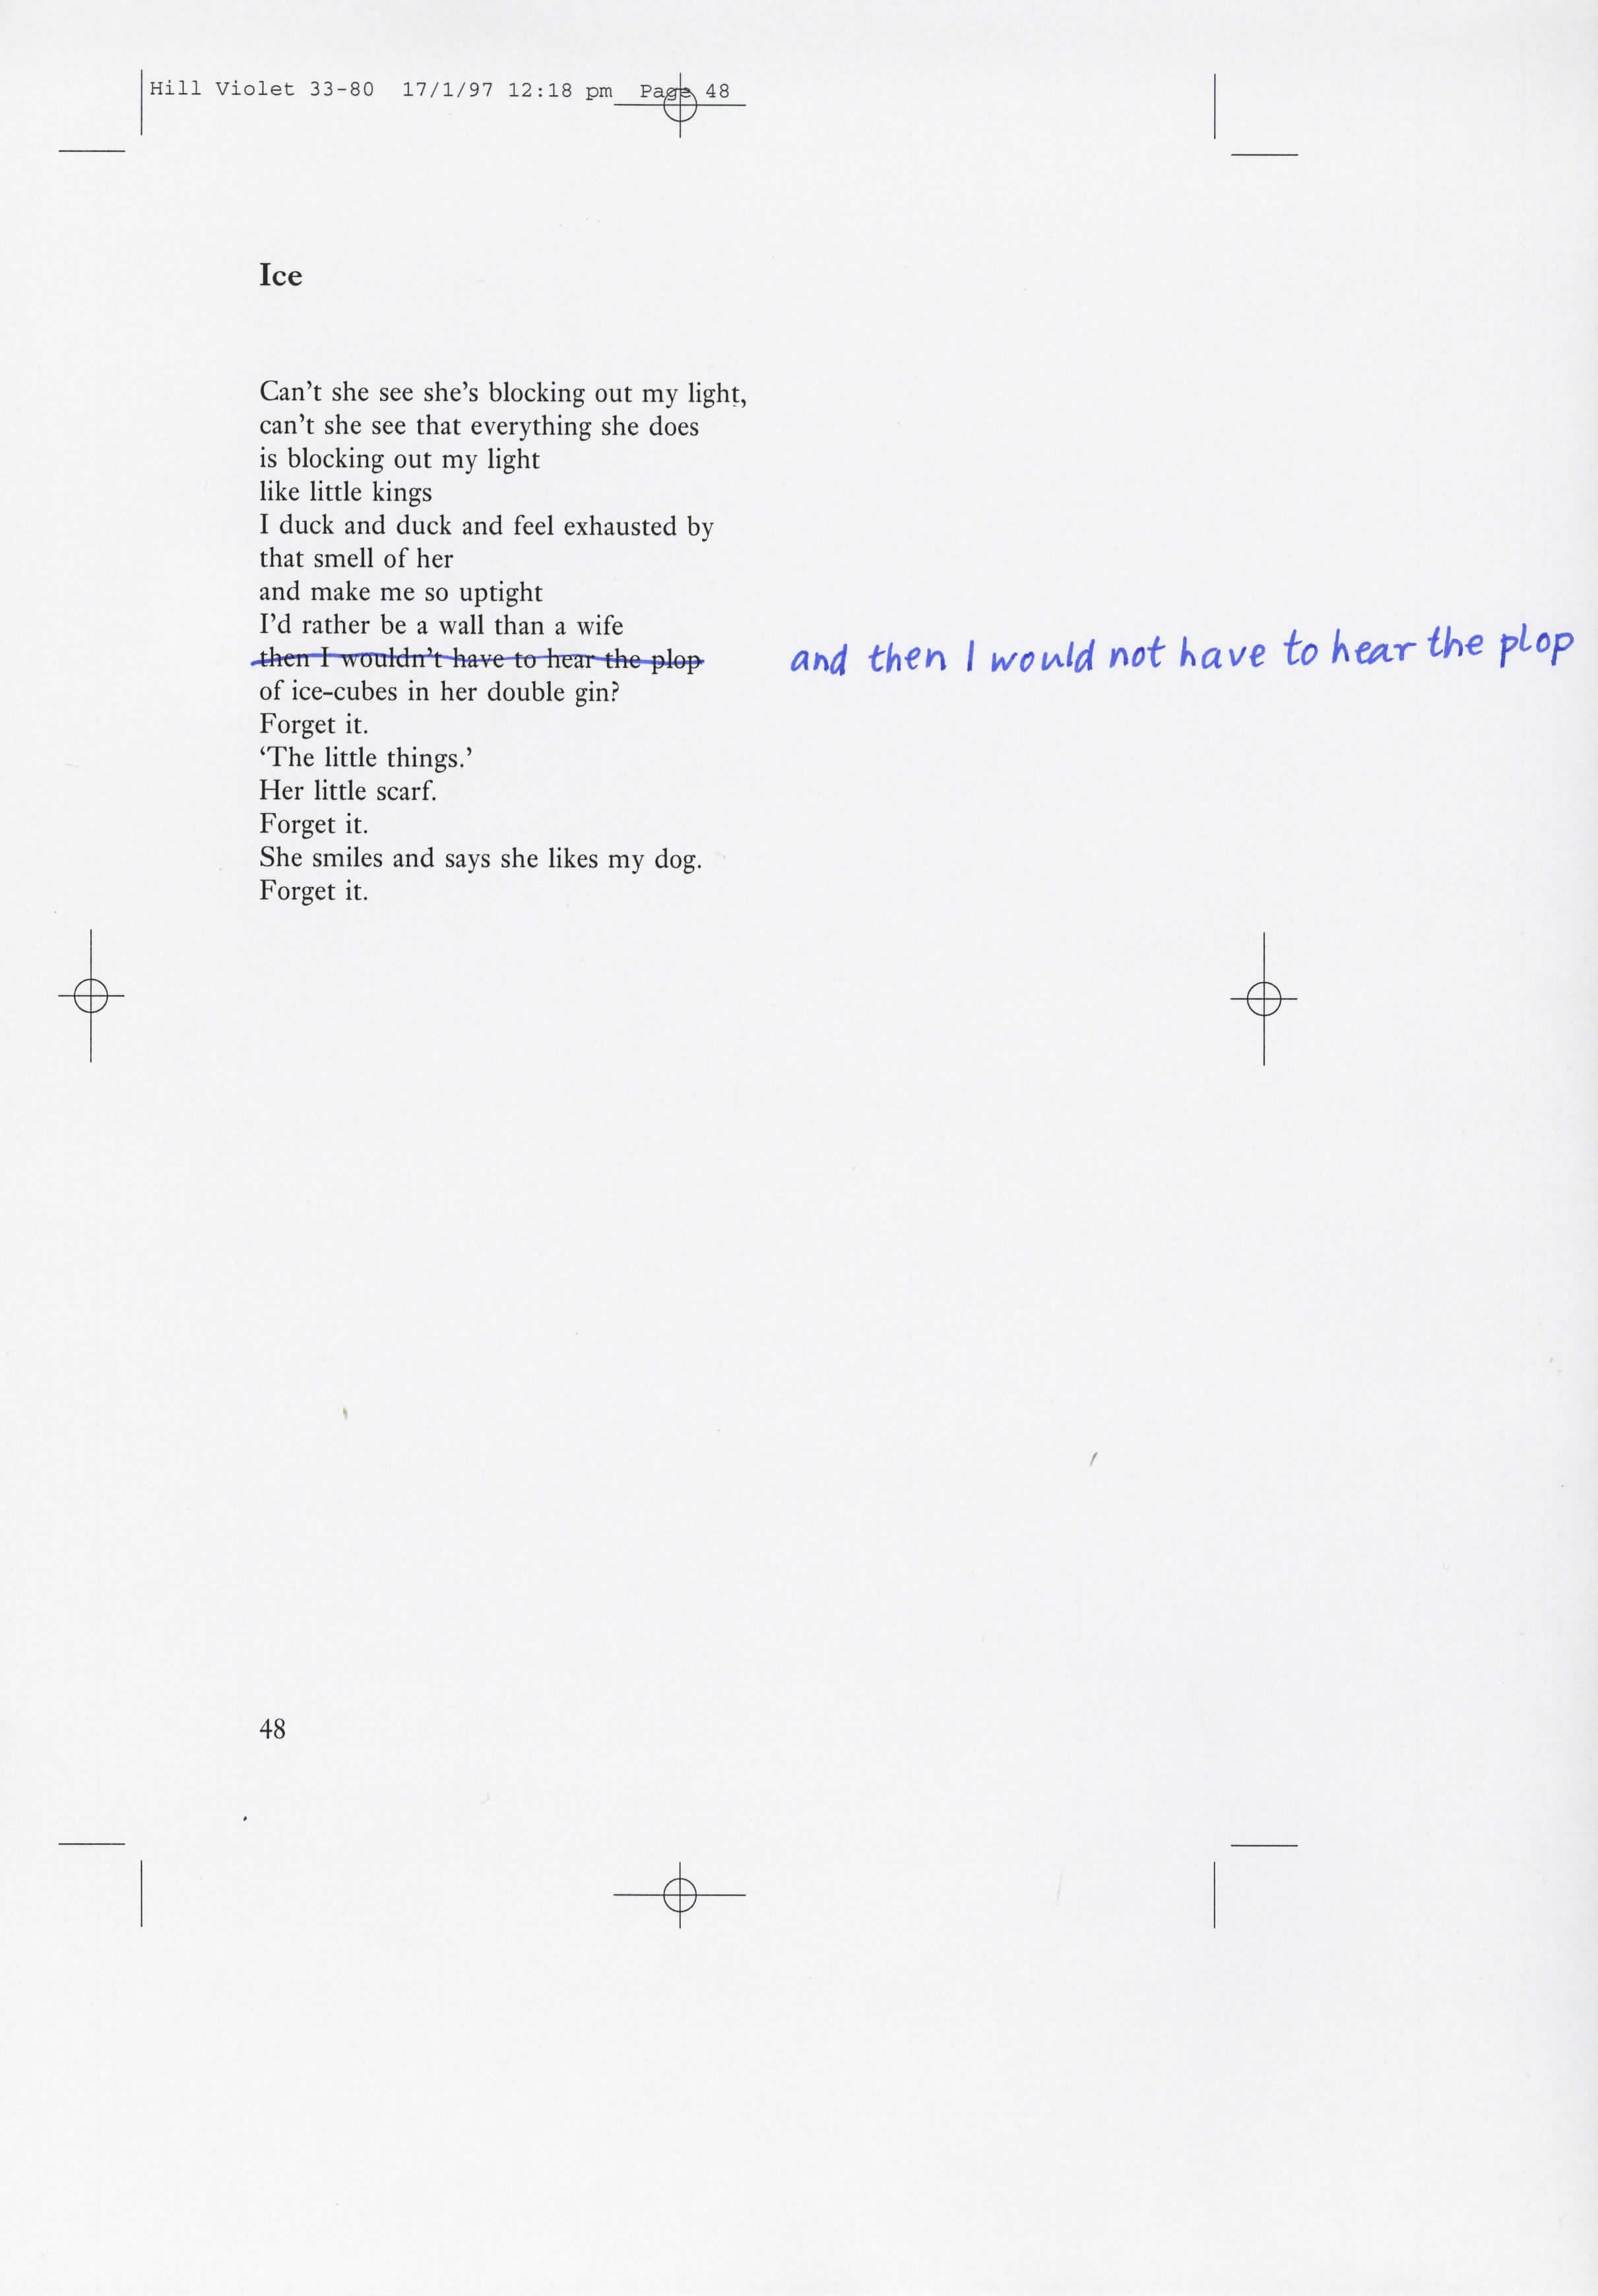 Hill Violet 33-80 17/1/97 12:18 pm Page 48
Ice
Can't she see she's blocking out my light,
can't she see that everything she does
is blocking out my light
like little kings
I duck and duck and feel exhausted by
that smell of her
and make me so uptight
I'd rather be a wall than a wife
then I wouldn't have to hear the plop
and then I would not have to hear the plop
of ice-cubes in her double gin?
Forget it.
‘The little things.’
Her little scarf.
Forget it.
She smiles and says she likes my dog.
Forget it.
48